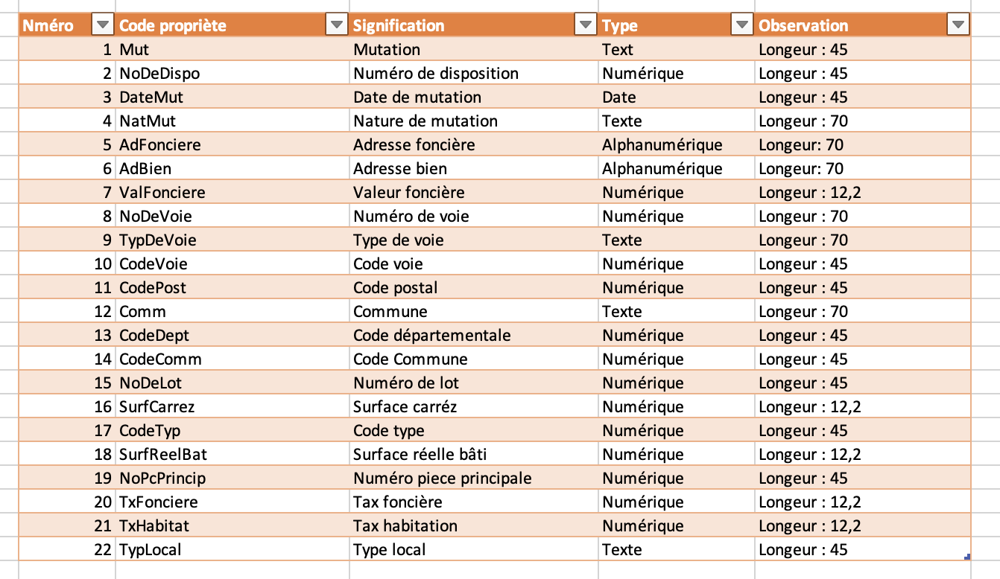 Nméro Code propriète Signification Type Observation
1 Mut Mutation Text Longeur : 45
2 NoDeDispo Numéro de disposition Numérique Longeur : 45
3 DateMut Date de mutation Date Longeur : 45
4 NatMut Nature de mutation Texte Longeur : 70
5 AdFonciere Adresse foncière Alphanumérique Longeur: 70
6 AdBien Adresse bien Alphanumérique Longeur: 70
7 ValFonciere Valeur foncière Numérique Longeur : 12,2
8 NoDeVoie Numéro de voie Numérique Longeur : 70
9 TypDeVoie Type de voie Texte Longeur : 70
10 CodeVoie Code voie Numérique Longeur : 45
11 CodePost Code postal Numérique Longeur : 45
12 Comm Commune Texte Longeur : 70
13 CodeDept Code départementale Numérique Longeur : 45
14 CodeComm Code Commune Numérique Longeur : 45
15 NoDeLot Numéro de lot Numérique Longeur : 45
16 SurfCarrez Surface carréz Numérique Longeur : 12,2
17 CodeTyp Code type Numérique Longeur : 45
18 SurfReelBat Surface réelle bâti Numérique Longeur : 12,2
19 NoPcPrincip Numéro piece principale Numérique Longeur : 45
20 TxFonciere Tax foncière Numérique Longeur : 12,2
21 TxHabitat Tax habitation Numérique Longeur : 12,2
22 TypLocal Type local Texte Longeur : 45